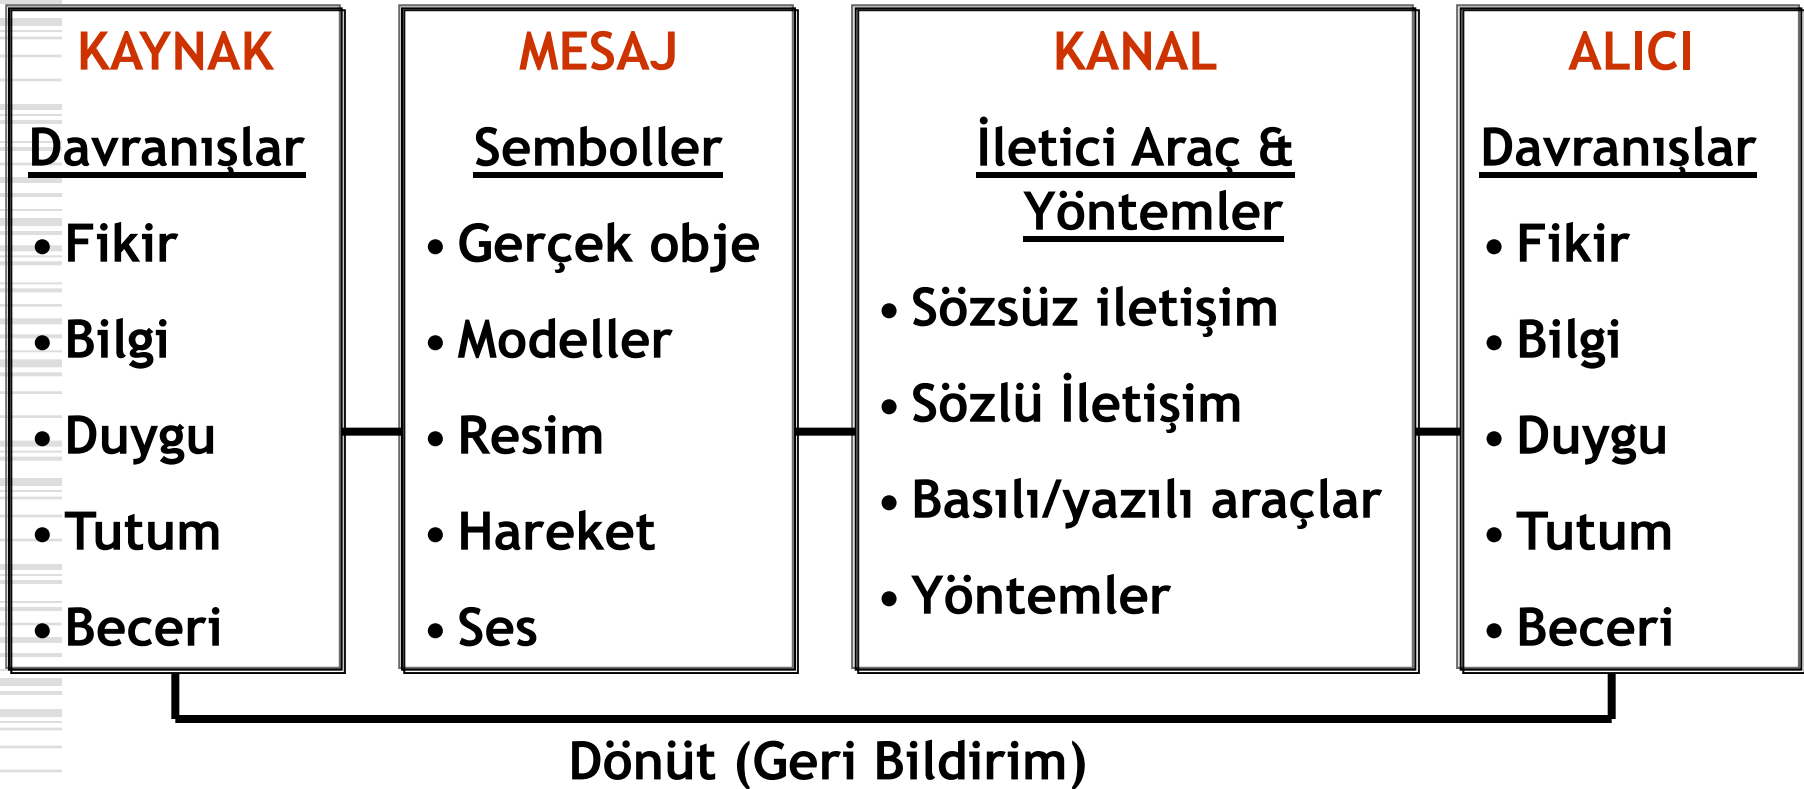 KAYNAK
Davranışlar
• Fikir
• Bilgi
• Duygu
• Tutum
• Beceri
MESAJ
Semboller
• Gerçek obje
• Modeller
• Resim
• Hareket
• Ses
KANAL
İletici Araç &
Yöntemler
• Sözsüz iletişim
• Sözlü İletişim
• Basılı/yazılı araçlar
• Yöntemler
ALICI
Davranışlar
• Fikir
• Bilgi
• Duygu
• Tutum
• Beceri
Dönüt (Geri Bildirim)